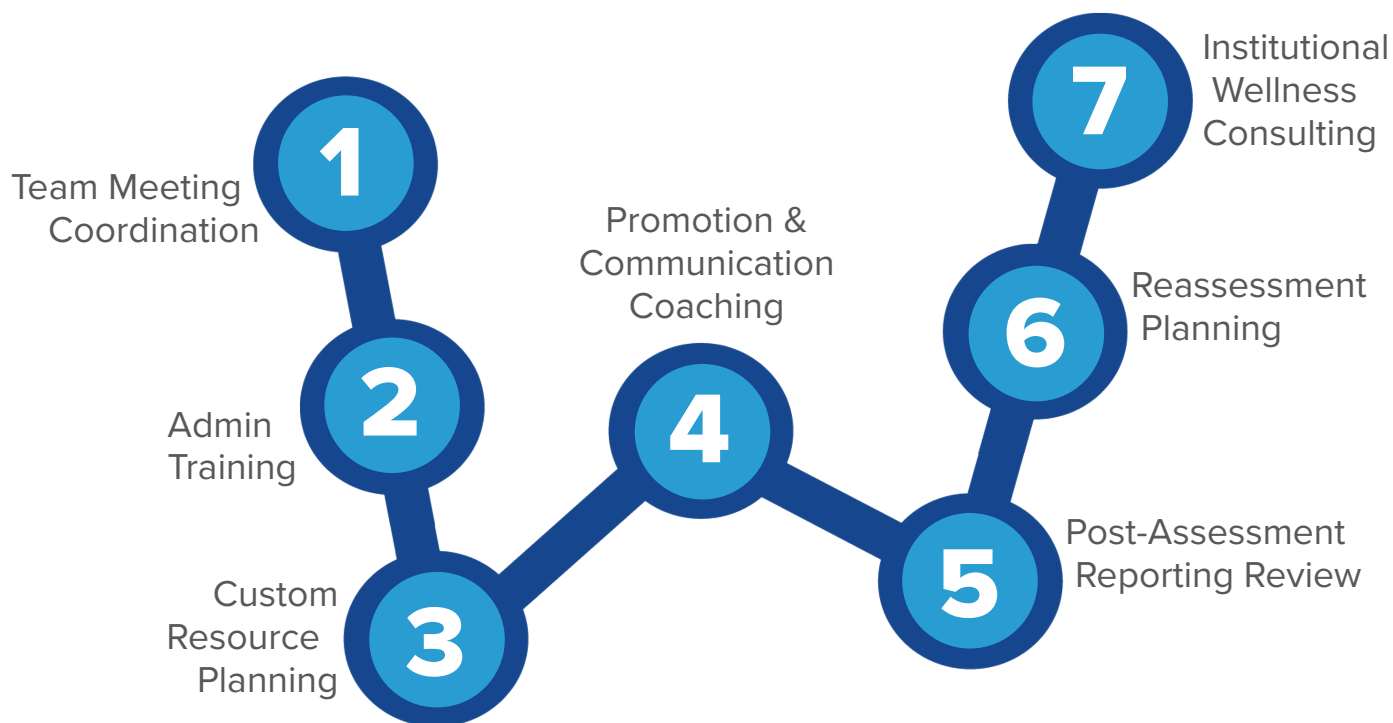 1
Team Meeting
Coordination
2
Admin
Training
3
Custom
Resource
Planning
4
Promotion &
Communication
Coaching
5
Post-Assessment
Reporting Review
6
Reassessment
Planning
7
Institutional
Wellness
Consulting